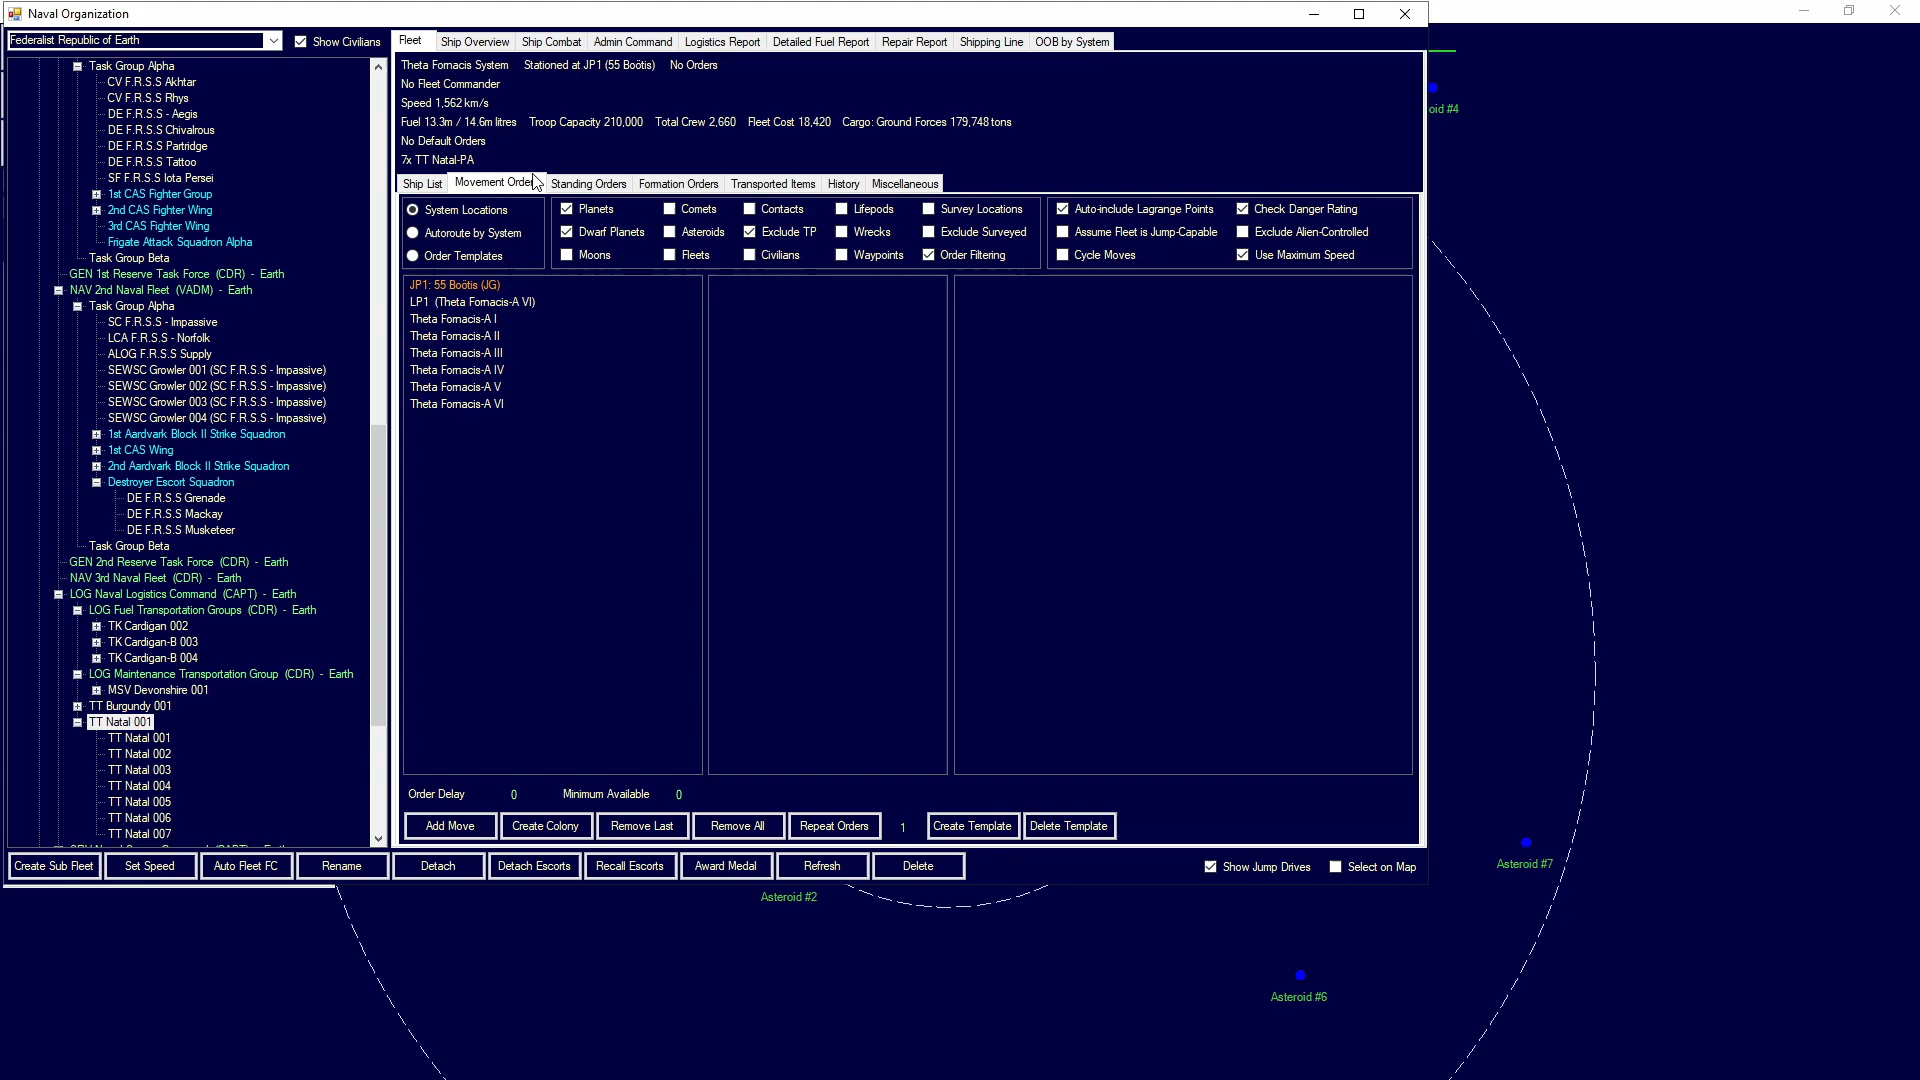 Naval Organization
Federalist Republic of Earth
Show Civilians
Task Group Alpha
CV F.R.S.S Akhtar
CV F.R.S.S Rhys
DE F.R.S.S - Aegis
DE F.R.S.S Chivalrous
DE F.R.S.S Partridge
DE F.R.S.S Tattoo
SF F.R.S.S Iota Persei
1st CAS Fighter Group
2nd CAS Fighter Wing
3rd CAS Fighter Wing
Frigate Attack Squadron Alpha
Task Group Beta
GEN 1st Reserve Task Force (CDR) - Earth
NAV 2nd Naval Fleet (VADM) - Earth
Task Group Alpha
SC F.R.S.S - Impassive
LCA F.R.S.S - Norfolk
ALOG F.R.S.S Supply
SEWSC Growler 001 (SC F.R.S.S - Impassive)
SEWSC Growler 002 (SC F.R.S.S - Impassive)
SEWSC Growler 003 (SC F.R.S.S - Impassive)
SEWSC Growler 004 (SC F.R.S.S - Impassive)
1st Aardvark Block II Strike Squadron
1st CAS Wing
2nd Aardvark Block II Strike Squadron
Destroyer Escort Squadron
DE F.R.S.S Grenade
DE F.R.S.S Mackay
DE F.R.S.S Musketeer
Task Group Beta
GEN 2nd Reserve Task Force (CDR) - Earth
NAV 3rd Naval Fleet (CDR) - Earth
LOG Naval Logistics Command (CAPT) - Earth
LOG Fuel Transportation Groups (CDR) - Earth
TK Cardigan 002
TK Cardigan-B 003
TK Cardigan-B 004
LOG Maintenance Transportation Group (CDR) - Earth
MSV Devonshire 001
TT Burgundy 001
TT Natal 001
TT Natal 001
TT Natal 002
TT Natal 003
TT Natal 004
TT Natal 005
TT Natal 006
TT Natal 007
Fleet Ship Overview Ship Combat Admin Command Logistics Report Detailed Fuel Report Repair Report Shipping Line OOB by System
Theta Fornacis System Stationed at JP1 (55 Boötis) No Orders
No Fleet Commander
Speed 1,562 km/s
Fuel 13.3m / 14.6m litres Troop Capacity 210,000 Total Crew 2,660 Fleet Cost 18,420 Cargo: Ground Forces 179,748 tons
No Default Orders
7x TT Natal-PA
Ship List Movement Orde Standing Orders Formation Orders Transported Items History Miscellaneous
System Locations Planets Comets Contacts Lifepods Survey Locations Auto-include Lagrange Points Check Danger Rating
Autoroute by System Dwarf Planets Asteroids Exclude TP Wrecks Exclude Surveyed Assume Fleet is Jump-Capable Exclude Alien-Controlled
Order Templates Moons Fleets Civilians Waypoints Order Filtering Cycle Moves Use Maximum Speed
JP1: 55 Boötis (JG)
LP1 (Theta Fornacis-A VI)
Theta Fornacis-A I
Theta Fornacis-A II
Theta Fornacis-A III
Theta Fornacis-A IV
Theta Fornacis-A V
Theta Fornacis-A VI
Order Delay 0 Minimum Available 0
Add Move Create Colony Remove Last Remove All Repeat Orders 1 Create Template Delete Template
Create Sub Fleet Set Speed Auto Fleet FC Rename Detach Detach Escorts Recall Escorts Award Medal Refresh Delete Show Jump Drives Select on Map
oid #4
Asteroid #7
Asteroid #2
Asteroid #6